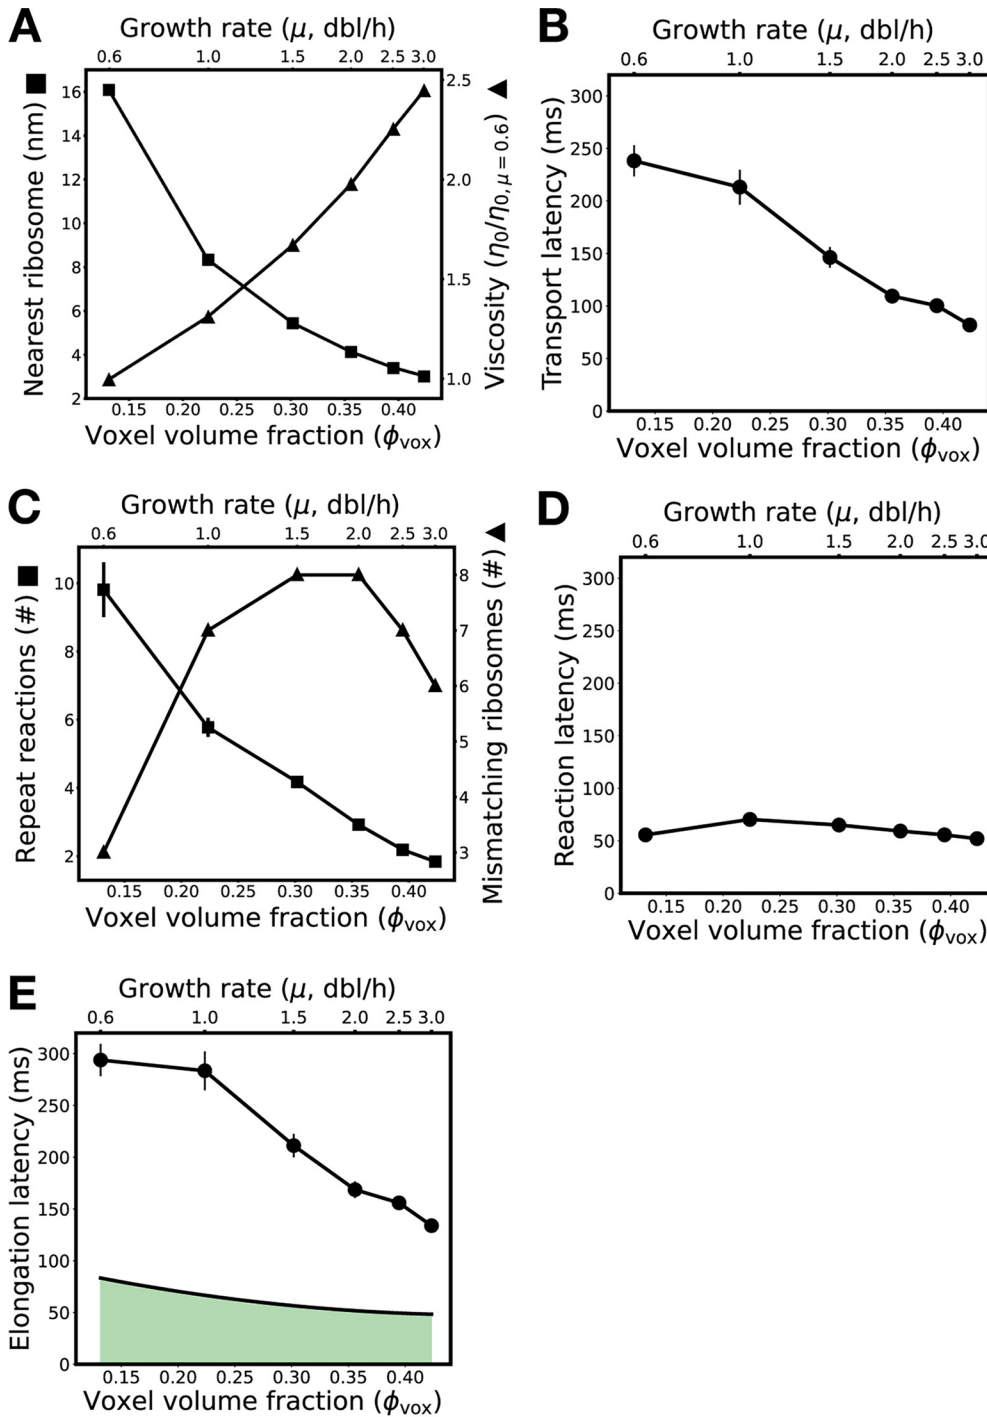 A
Growth rate (μ, dbl/h)
0.6 1.0 1.5 2.0 2.5 3.0
Nearest ribosome (nm) ■
16
14
12
10
8
6
4
2
2.5
2.0
1.5
1.0
Viscosity (η₀/η₀,μ = 0.6) ▲
0.15 0.20 0.25 0.30 0.35 0.40
Voxel volume fraction (ϕvox)
B
Growth rate (μ, dbl/h)
0.6 1.0 1.5 2.0 2.5 3.0
Transport latency (ms)
300
250
200
150
100
50
0
0.15 0.20 0.25 0.30 0.35 0.40
Voxel volume fraction (ϕvox)
C
Growth rate (μ, dbl/h)
0.6 1.0 1.5 2.0 2.5 3.0
Repeat reactions (#) ■
10
8
6
4
2
8
7
6
5
4
3
Mismatching ribosomes (#) ▲
0.15 0.20 0.25 0.30 0.35 0.40
Voxel volume fraction (ϕvox)
D
Growth rate (μ, dbl/h)
0.6 1.0 1.5 2.0 2.5 3.0
Reaction latency (ms)
300
250
200
150
100
50
0
0.15 0.20 0.25 0.30 0.35 0.40
Voxel volume fraction (ϕvox)
E
Growth rate (μ, dbl/h)
0.6 1.0 1.5 2.0 2.5 3.0
Elongation latency (ms)
300
250
200
150
100
50
0
0.15 0.20 0.25 0.30 0.35 0.40
Voxel volume fraction (ϕvox)